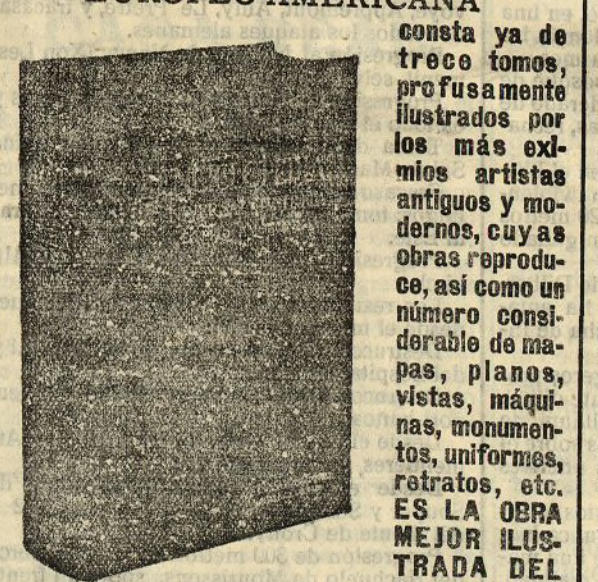 EUROPEO-AMERICANA
consta ya de
trece tomos,
profusamente
ilustrados por
los más exi-
mios artistas
antiguos y mo-
dernos, cuyas
obras reprodu-
ce, así como un
número consi-
derable de ma-
pas, planos,
vistas, máqui-
nas, monumen-
tos, uniformes,
retratos, etc.
ES LA OBRA
MEJOR ILUS-
TRADA DEL